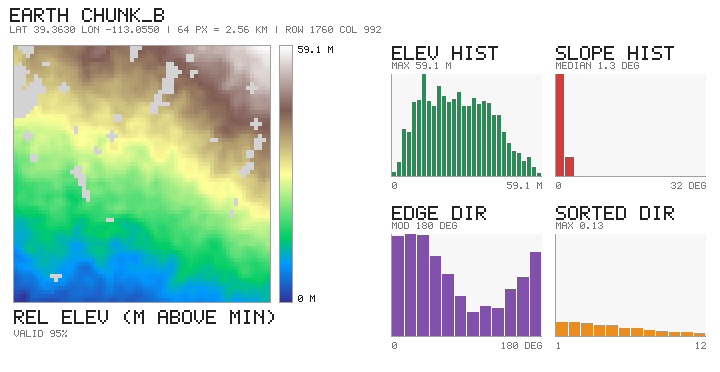 EARTH CHUNK_B
LAT 39.3630 LON -113.0550 | 64 PX = 2.56 KM | ROW 1760 COL 992
59.1 M
0 M
REL ELEV (M ABOVE MIN)
VALID 95%
ELEV HIST
MAX 59.1 M
0 59.1 M
SLOPE HIST
MEDIAN 1.3 DEG
0 32 DEG
EDGE DIR
MOD 180 DEG
0 180 DEG
SORTED DIR
MAX 0.13
1 12